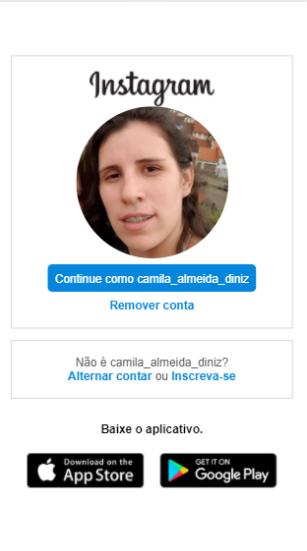 Instagram
Continue como camila_almeida_diniz
Remover conta
Não é camila_almeida_diniz?
Alternar contar ou Inscreva-se
Baixe o aplicativo.
Download on the
App Store
GET IT ON
Google Play